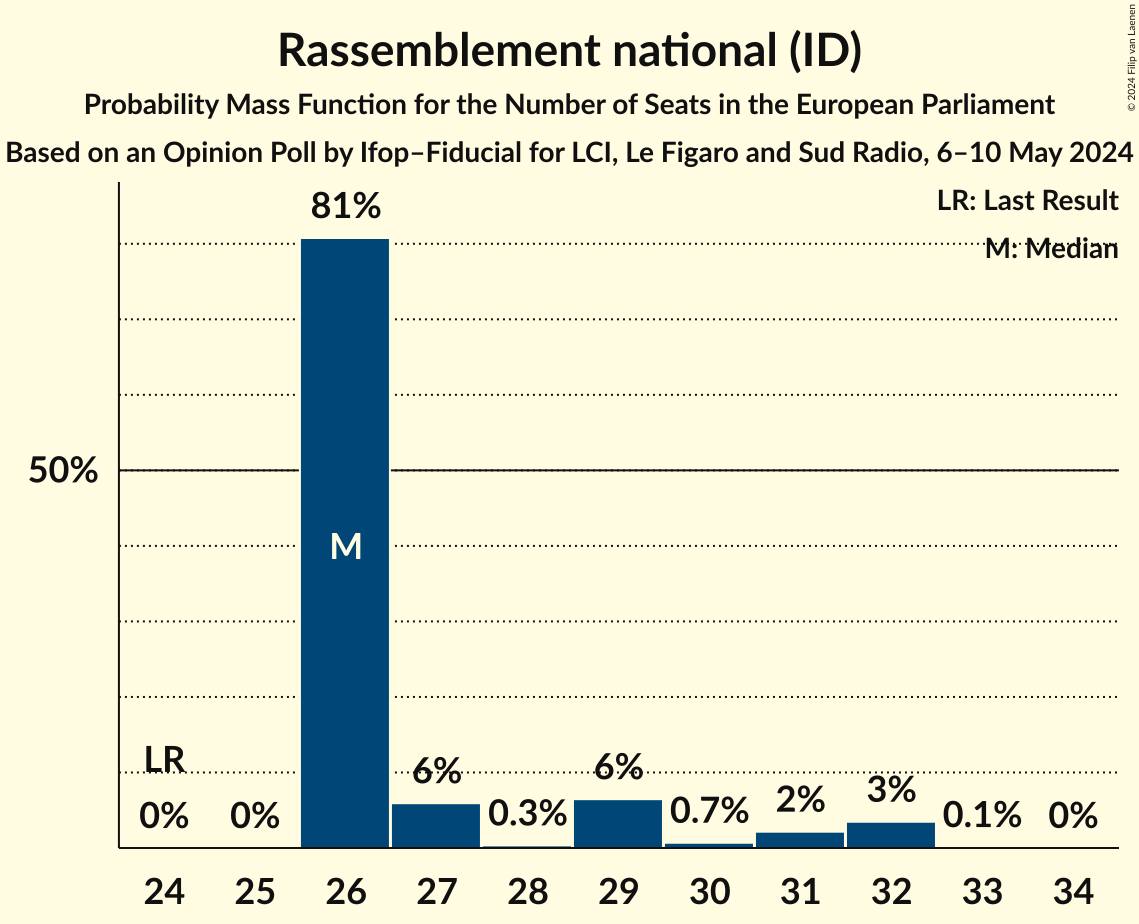 Rassemblement national (ID)
Probability Mass Function for the Number of Seats in the European Parliament
Based on an Opinion Poll by Ifop–Fiducial for LCI, Le Figaro and Sud Radio, 6–10 May 2024
© 2024 Filip van Laenen
LR: Last Result
M: Median
81%
50%
M
LR
0% 0% 6% 0.3% 6% 0.7% 2% 3% 0.1% 0%
24 25 26 27 28 29 30 31 32 33 34